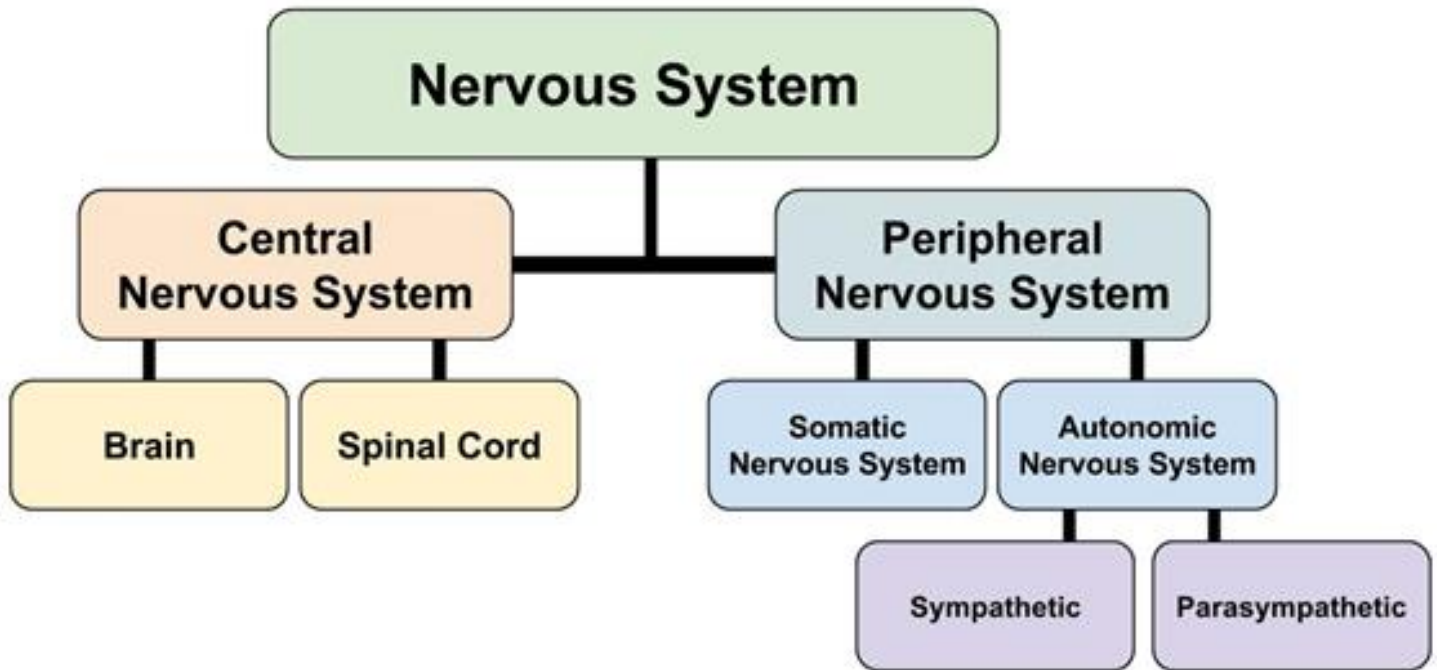 Nervous System
Central
Nervous System
Peripheral
Nervous System
Brain
Spinal Cord
Somatic
Nervous System
Autonomic
Nervous System
Sympathetic
Parasympathetic